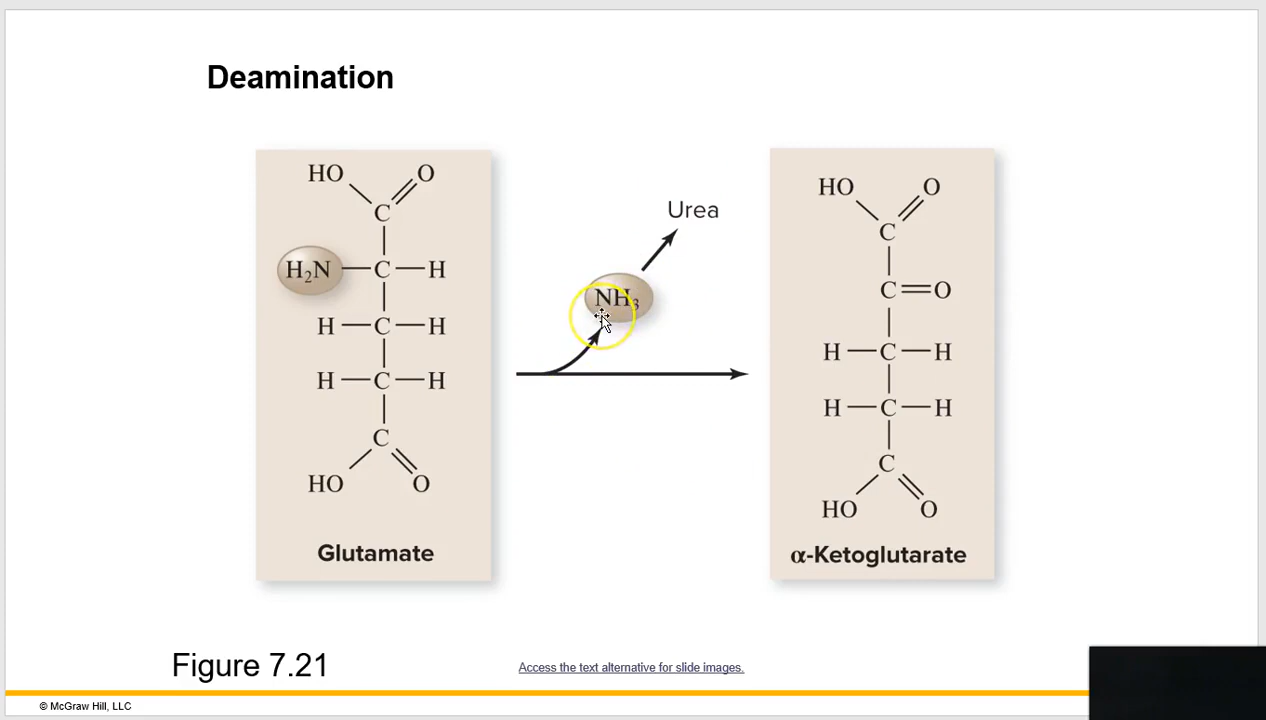 Deamination
HO O
C
H₂N C H
H C H
H C H
C
HO O
Glutamate
Urea
NH₃
HO O
C
C O
H C H
H C H
C
HO O
α-Ketoglutarate
Figure 7.21
Access the text alternative for slide images.
© McGraw Hill, LLC